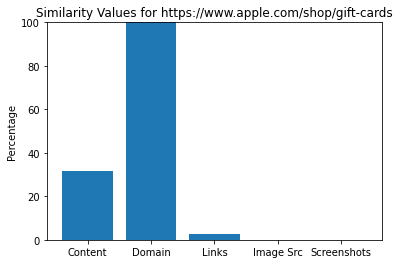 Similarity Values for https://www.apple.com/shop/gift-cards
Percentage
100
80
60
40
20
0
Content Domain Links Image Src Screenshots